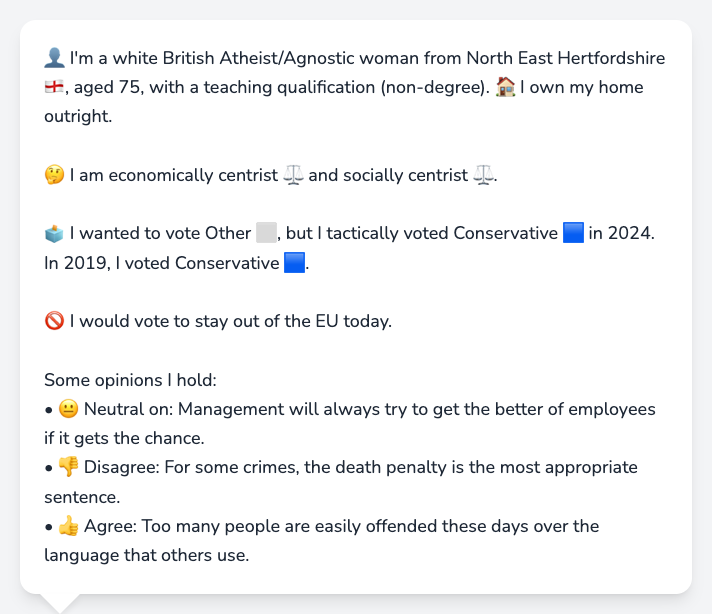 👤 I'm a white British Atheist/Agnostic woman from North East Hertfordshire
🏴󠁧󠁢󠁥󠁮󠁧󠁿, aged 75, with a teaching qualification (non-degree). 🏠 I own my home
outright.
🤔 I am economically centrist ⚖️ and socially centrist ⚖️.
🗳️ I wanted to vote Other ⬜, but I tactically voted Conservative 🟦 in 2024.
In 2019, I voted Conservative 🟦.
🚫 I would vote to stay out of the EU today.
Some opinions I hold:
• 😐 Neutral on: Management will always try to get the better of employees
if it gets the chance.
• 👎 Disagree: For some crimes, the death penalty is the most appropriate
sentence.
• 👍 Agree: Too many people are easily offended these days over the
language that others use.